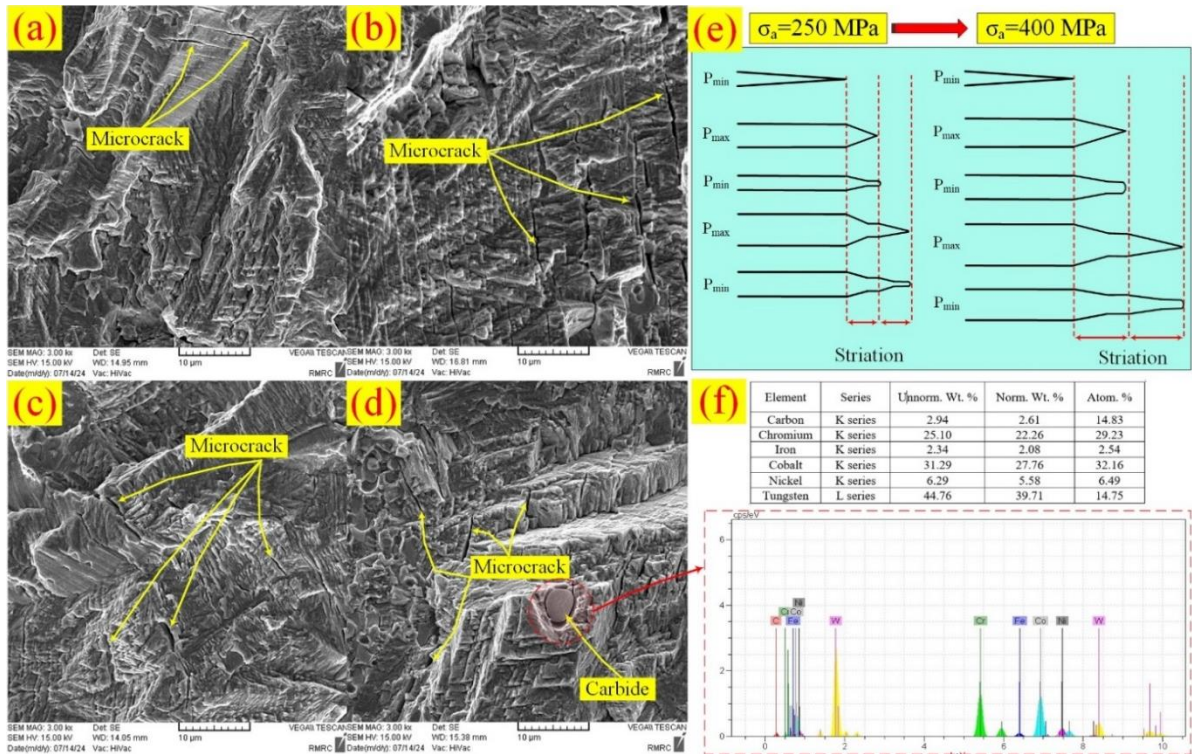 (a)
Microcrack
SEM MAG: 3.00 kx Det: SE
SEM HV: 15.00 kV WD: 14.95 mm
Date(m/d/y): 07/14/24 Vac: HiVac
10 µm
VEGA\\ TESCAN
RMRC
(b)
Microcrack
SEM MAG: 3.00 kx Det: SE
SEM HV: 15.00 kV WD: 16.81 mm
Date(m/d/y): 07/14/24 Vac: HiVac
10 µm
VEGA\\ TESCAN
RMRC
(e)
σa=250 MPa σa=400 MPa
Pmin Pmin
Pmax Pmax
Pmin Pmin
Pmax Pmax
Pmin Pmin
Striation Striation
(c)
Microcrack
SEM MAG: 3.00 kx Det: SE
SEM HV: 15.00 kV WD: 14.05 mm
Date(m/d/y): 07/14/24 Vac: HiVac
10 µm
VEGA\\ TESCAN
RMRC
(d)
Microcrack
Carbide
SEM MAG: 3.00 kx Det: SE
SEM HV: 15.00 kV WD: 15.38 mm
Date(m/d/y): 07/14/24 Vac: HiVac
10 µm
VEGA\\ TESCAN
RMRC
(f)
Element Series Unnorm. Wt. % Norm. Wt. % Atom. %
Carbon K series 2.94 2.61 14.83
Chromium K series 25.10 22.26 29.23
Iron K series 2.34 2.08 2.54
Cobalt K series 31.29 27.76 32.16
Nickel K series 6.29 5.58 6.49
Tungsten L series 44.76 39.71 14.75
cps/eV
6
4
2
0 2 4 6 8 10
Ni
Cr Co
C Fe W Cr Fe Co Ni W